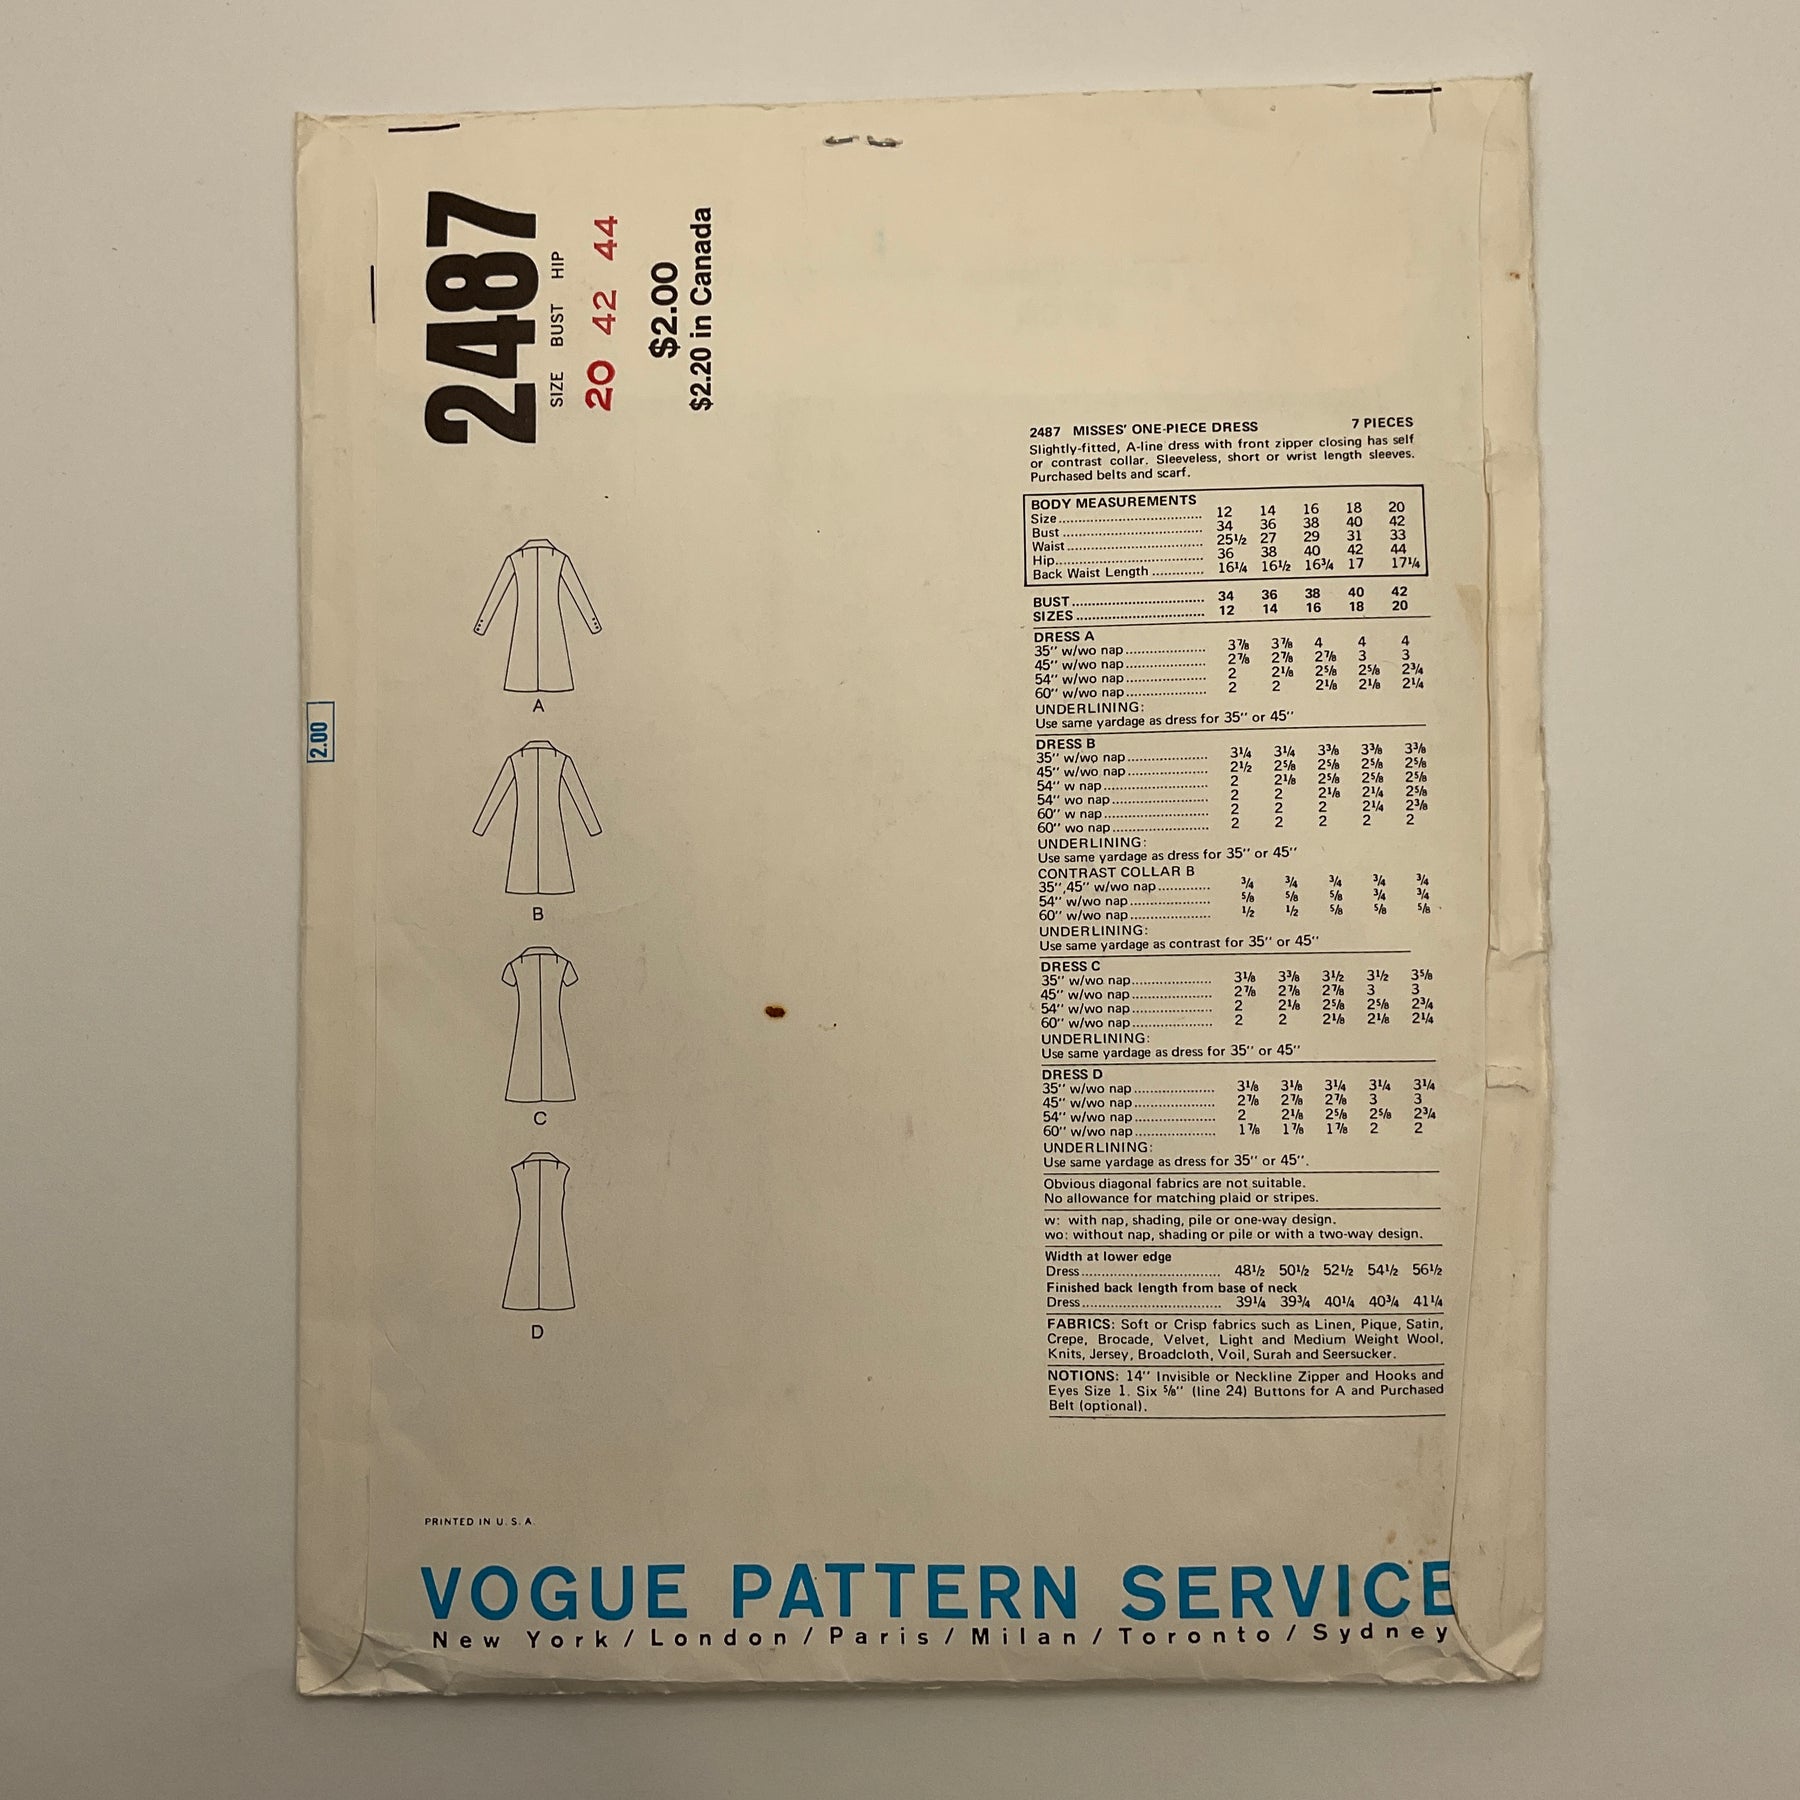 2487
SIZE BUST HIP
20 42 44
$2.00
$2.20 in Canada
2.00
A
B
C
D
2487 MISSES' ONE-PIECE DRESS 7 PIECES
Slightly-fitted, A-line dress with front zipper closing has self
or contrast collar. Sleeveless, short or wrist length sleeves.
Purchased belts and scarf.
BODY MEASUREMENTS
Size 12 14 16 18 20
Bust 34 36 38 40 42
Waist 25½ 27 29 31 33
Hip 36 38 40 42 44
Back Waist Length 16¼ 16½ 16¾ 17 17¼
BUST 34 36 38 40 42
SIZES 12 14 16 18 20
DRESS A
35'' w/wo nap 3⅞ 3⅞ 4 4 4
45'' w/wo nap 2⅞ 2⅞ 2⅞ 3 3
54'' w/wo nap 2 2⅛ 2⅝ 2⅝ 2¾
60'' w/wo nap 2 2 2⅛ 2⅛ 2¼
UNDERLINING:
Use same yardage as dress for 35'' or 45''
DRESS B
35'' w/wo nap 3¼ 3¼ 3⅜ 3⅜ 3⅜
45'' w/wo nap 2½ 2⅝ 2⅝ 2⅝ 2⅝
54'' w nap 2 2⅛ 2⅝ 2⅝ 2⅝
54'' wo nap 2 2 2⅛ 2¼ 2⅝
60'' w nap 2 2 2 2¼ 2⅜
60'' wo nap 2 2 2 2 2
UNDERLINING:
Use same yardage as dress for 35'' or 45''
CONTRAST COLLAR B
35'',45'' w/wo nap ¾ ¾ ¾ ¾ ¾
54'' w/wo nap ⅝ ⅝ ⅝ ¾ ¾
60'' w/wo nap ½ ½ ⅝ ⅝ ⅝
UNDERLINING:
Use same yardage as contrast for 35'' or 45''
DRESS C
35'' w/wo nap 3⅛ 3⅜ 3½ 3½ 3⅝
45'' w/wo nap 2⅞ 2⅞ 2⅞ 3 3
54'' w/wo nap 2 2⅛ 2⅝ 2⅝ 2¾
60'' w/wo nap 2 2 2⅛ 2⅛ 2¼
UNDERLINING:
Use same yardage as dress for 35'' or 45''
DRESS D
35'' w/wo nap 3⅛ 3⅛ 3¼ 3¼ 3¼
45'' w/wo nap 2⅞ 2⅞ 2⅞ 3 3
54'' w/wo nap 2 2⅛ 2⅝ 2⅝ 2¾
60'' w/wo nap 1⅞ 1⅞ 1⅞ 2 2
UNDERLINING:
Use same yardage as dress for 35'' or 45''.
Obvious diagonal fabrics are not suitable.
No allowance for matching plaid or stripes.
w: with nap, shading, pile or one-way design.
wo: without nap, shading or pile or with a two-way design.
Width at lower edge
Dress 48½ 50½ 52½ 54½ 56½
Finished back length from base of neck
Dress 39¼ 39¾ 40¼ 40¾ 41¼
FABRICS: Soft or Crisp fabrics such as Linen, Pique, Satin,
Crepe, Brocade, Velvet, Light and Medium Weight Wool,
Knits, Jersey, Broadcloth, Voil, Surah and Seersucker.
NOTIONS: 14'' Invisible or Neckline Zipper and Hooks and
Eyes Size 1. Six ⅝'' (line 24) Buttons for A and Purchased
Belt (optional).
PRINTED IN U. S. A.
VOGUE PATTERN SERVICE
New York / London / Paris / Milan / Toronto / Sydney